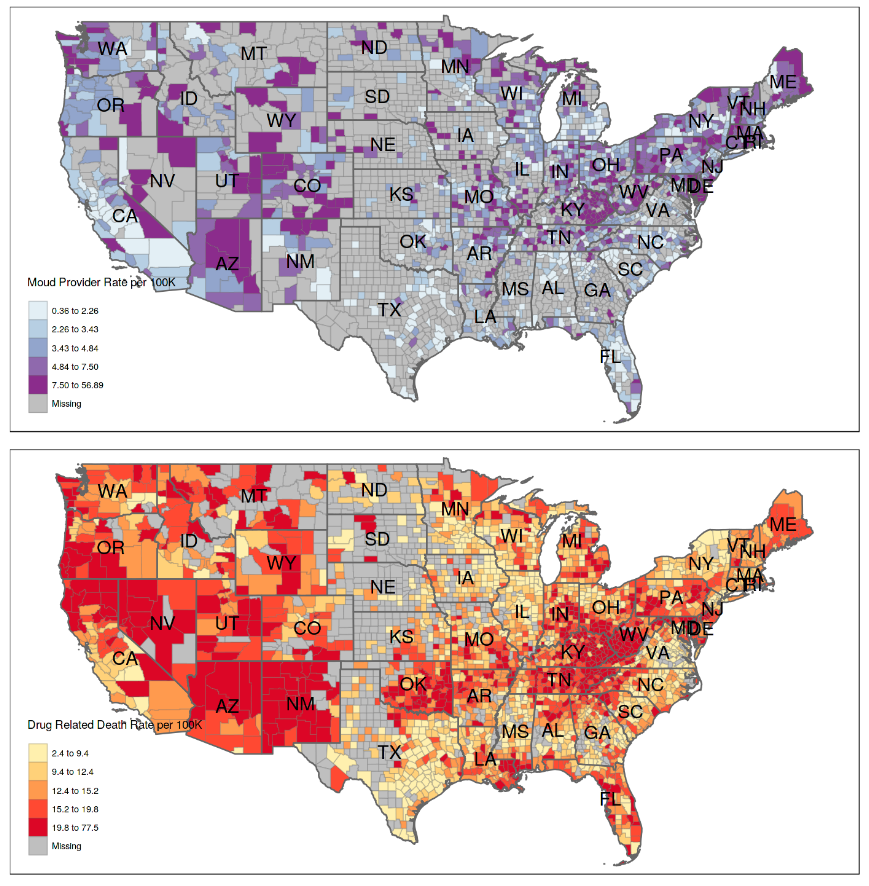 WA MT ND MN ME
OR ID SD WI MI VT NH
WY NY MA
IA CT RI
NE PA
NV UT CO IL IN OH NJ
KS MO WV MD DE
CA KY VA
OK TN NC
AZ NM AR SC
MS AL GA
TX LA
FL
Moud Provider Rate per 100K
0.36 to 2.26
2.26 to 3.43
3.43 to 4.84
4.84 to 7.50
7.50 to 56.89
Missing
WA MT ND MN ME
OR ID SD WI MI VT NH
WY NY MA
IA CT RI
NE PA
NV UT CO IL IN OH NJ
KS MO WV MD DE
CA KY VA
OK TN NC
AZ NM AR SC
MS AL GA
TX LA
FL
Drug Related Death Rate per 100K
2.4 to 9.4
9.4 to 12.4
12.4 to 15.2
15.2 to 19.8
19.8 to 77.5
Missing